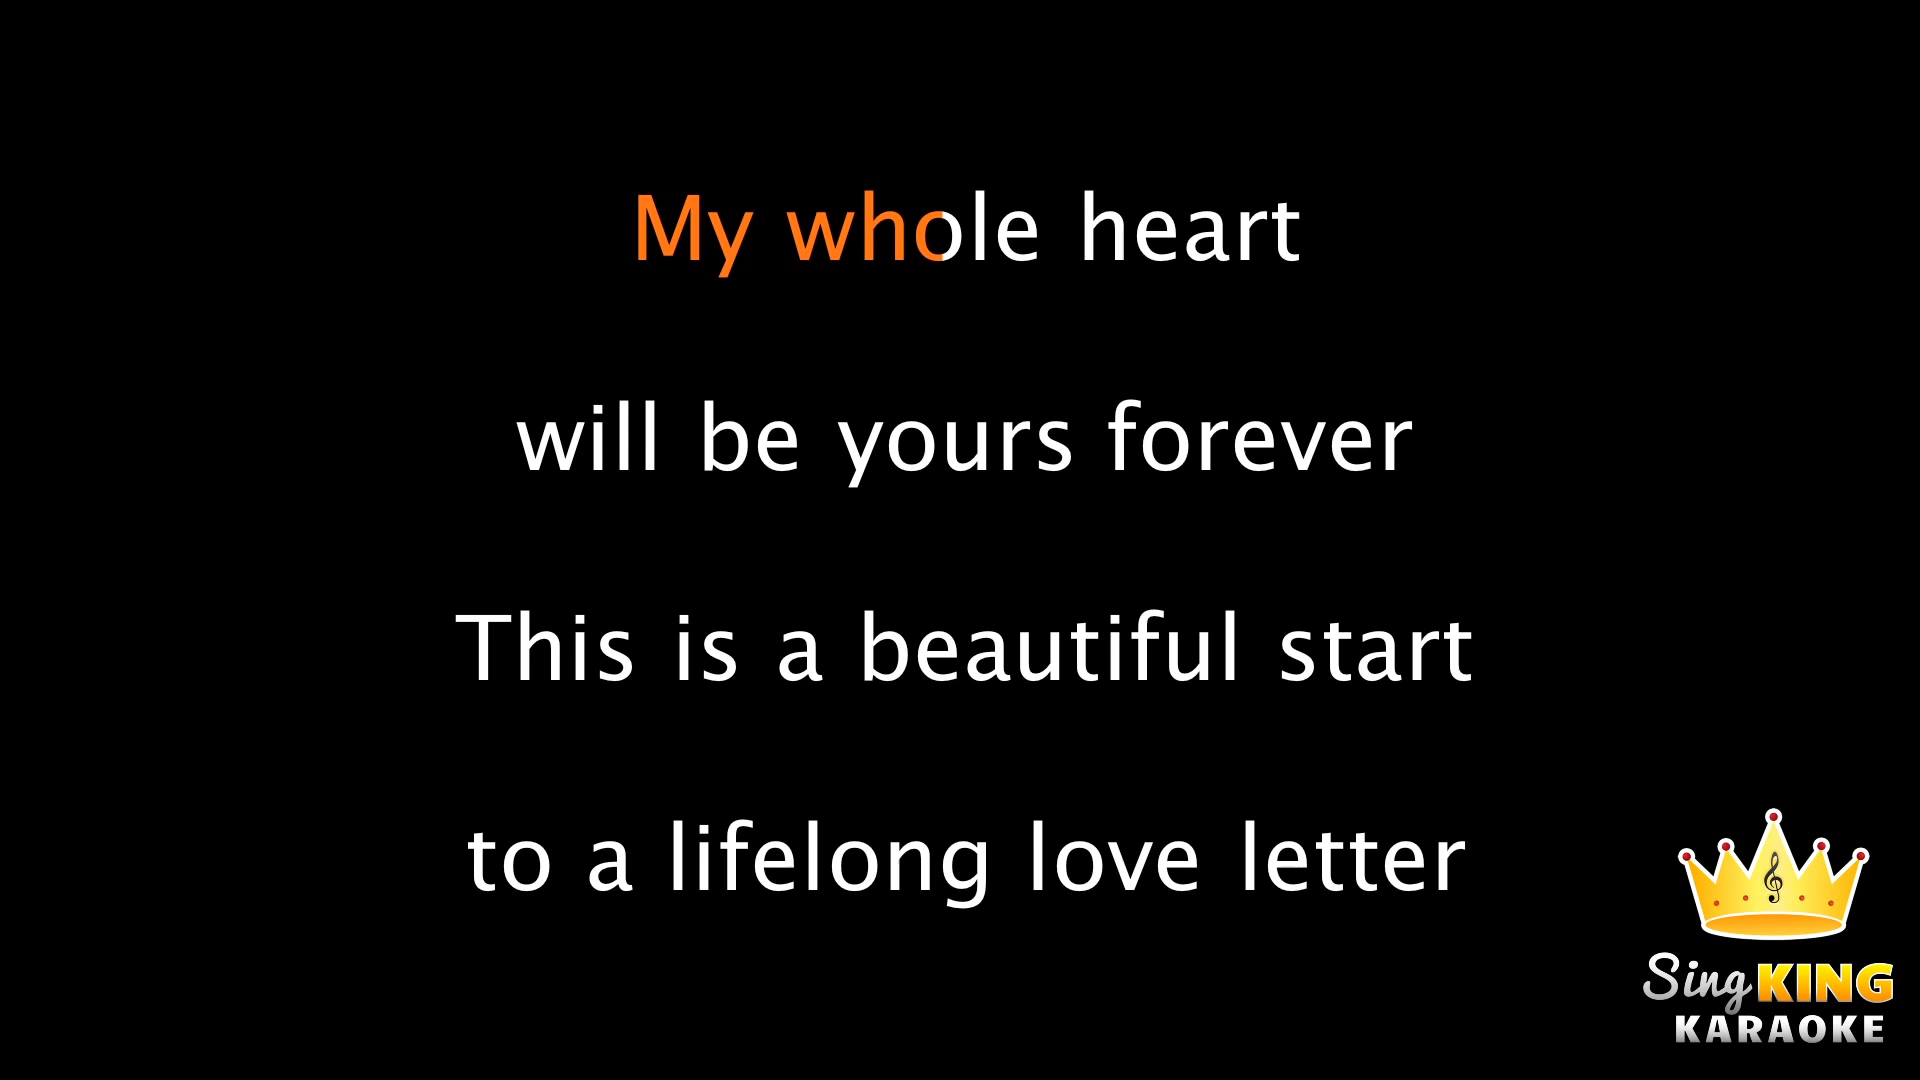 My whole heart
will be yours forever
This is a beautiful start
to a lifelong love letter
Sing KING
KARAOKE